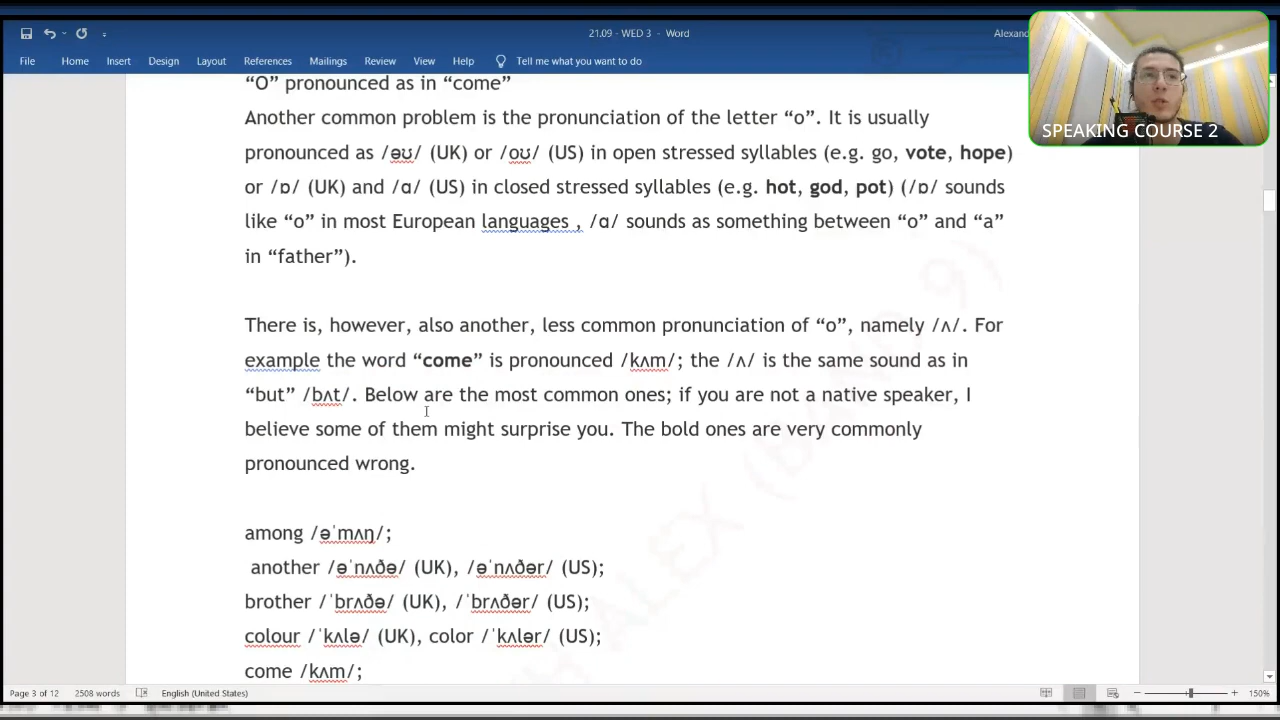 21.09 - WED 3 - Word
Alexand
File Home Insert Design Layout References Mailings Review View Help Tell me what you want to do
SPEAKING COURSE 2
“O” pronounced as in “come”
Another common problem is the pronunciation of the letter “o”. It is usually
pronounced as /əʊ/ (UK) or /oʊ/ (US) in open stressed syllables (e.g. go, vote, hope)
or /ɒ/ (UK) and /ɑ/ (US) in closed stressed syllables (e.g. hot, god, pot) (/ɒ/ sounds
like “o” in most European languages , /ɑ/ sounds as something between “o” and “a”
in “father”).
There is, however, also another, less common pronunciation of “o”, namely /ʌ/. For
example the word “come” is pronounced /kʌm/; the /ʌ/ is the same sound as in
“but” /bʌt/. Below are the most common ones; if you are not a native speaker, I
believe some of them might surprise you. The bold ones are very commonly
pronounced wrong.
among /əˈmʌŋ/;
another /əˈnʌðə/ (UK), /əˈnʌðər/ (US);
brother /ˈbrʌðə/ (UK), /ˈbrʌðər/ (US);
colour /ˈkʌlə/ (UK), color /ˈkʌlər/ (US);
come /kʌm/;
ALEX (BAND 9)
Page 3 of 12 2508 words English (United States) 150%